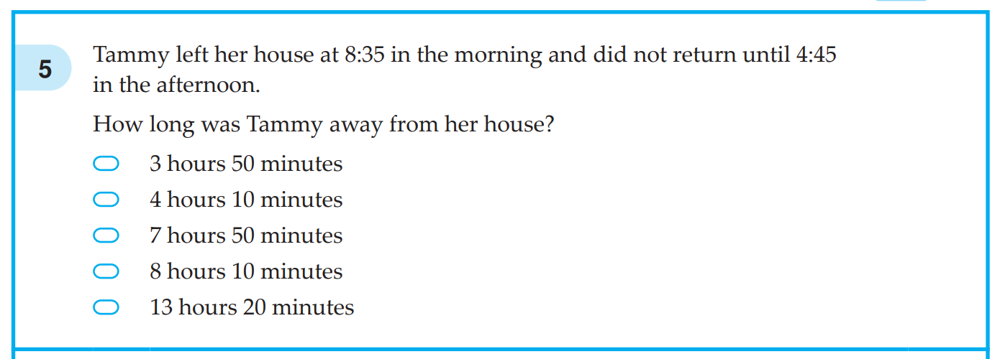 5
Tammy left her house at 8:35 in the morning and did not return until 4:45
in the afternoon.
How long was Tammy away from her house?
3 hours 50 minutes
4 hours 10 minutes
7 hours 50 minutes
8 hours 10 minutes
13 hours 20 minutes